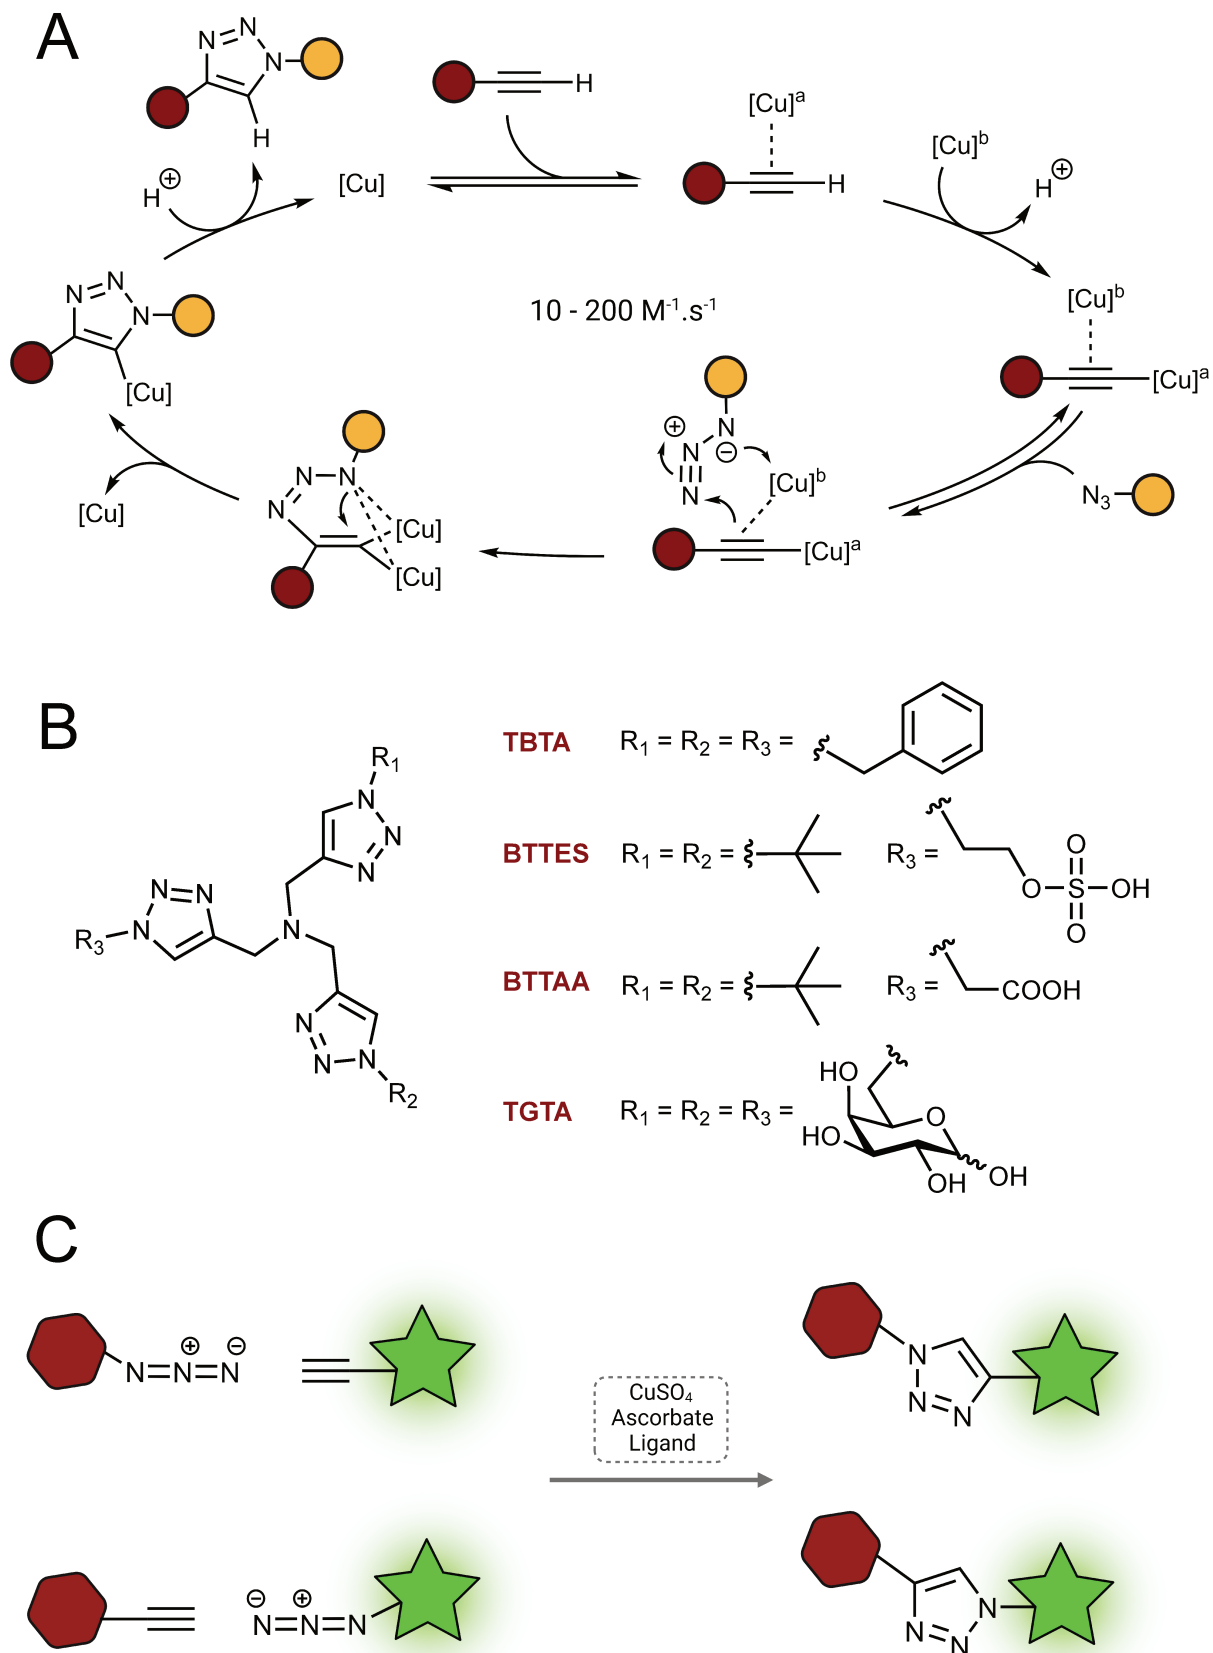 A
N
N
N
H
H
[Cu]ᵃ
H
[Cu]ᵇ
H⊕
H⊕
[Cu]
10 - 200 M⁻¹.s⁻¹
N
N
N
[Cu]
[Cu]ᵇ
[Cu]ᵃ
N₃
⊕
N
⊖
N
N
[Cu]ᵇ
[Cu]ᵃ
N
N
N
[Cu]
[Cu]
[Cu]
B
R₁
N
N
N
N
N
N
R₃
N
N
N
N
R₂
TBTA R₁ = R₂ = R₃ =
BTTES R₁ = R₂ = R₃ =
O
O
S
OH
O
BTTAA R₁ = R₂ = R₃ =
COOH
TGTA R₁ = R₂ = R₃ =
HO
O
HO
OH
OH
C
⊕ ⊖
N=N=N
CuSO₄
Ascorbate
Ligand
N
N
N
⊖ ⊕
N=N=N
N
N
N